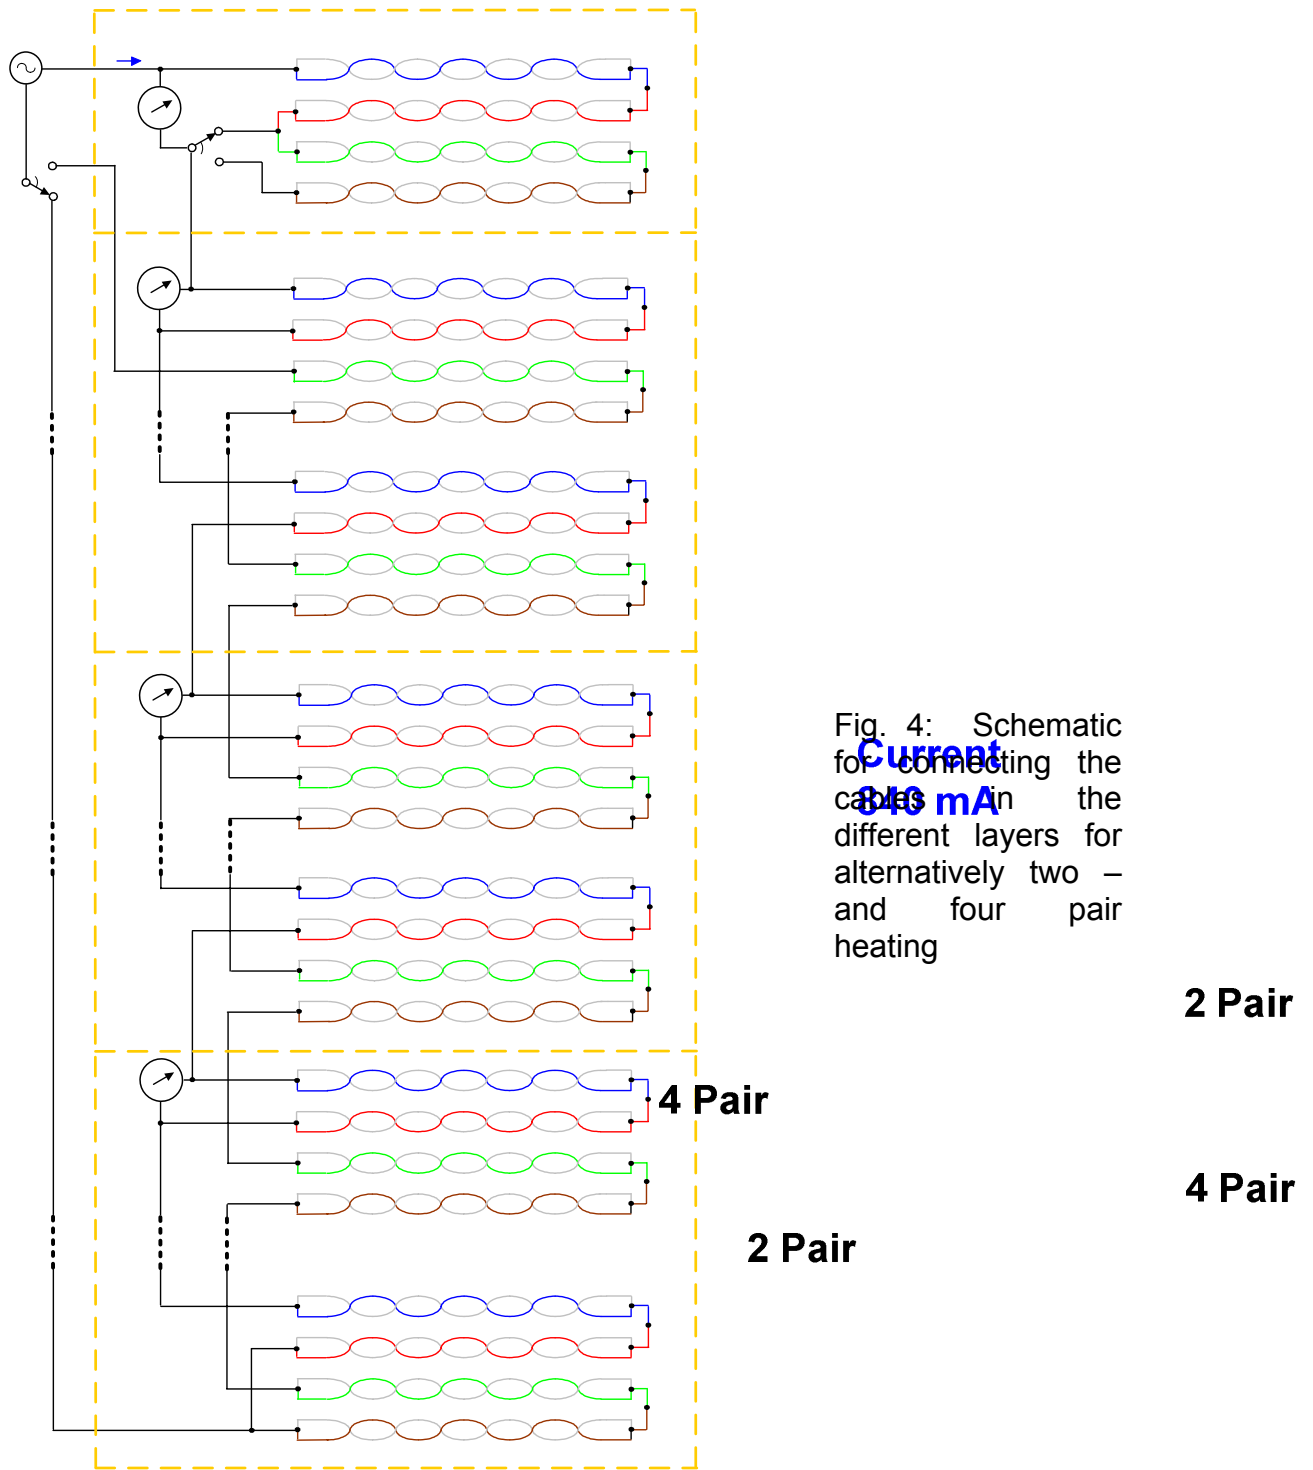 Fig. 4: Schematic
for connecting the
cables in the
different layers for
alternatively two –
and four pair
heating
Current
840 mA
2 Pair
4 Pair
4 Pair
2 Pair